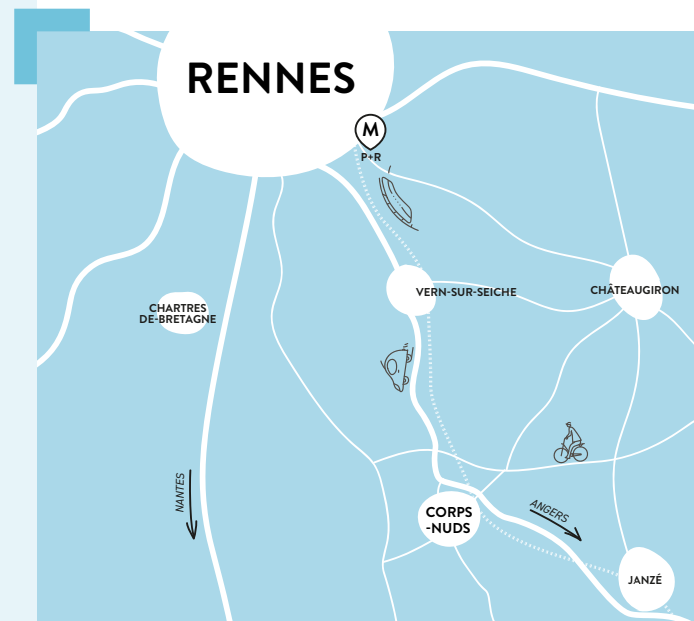 RENNES
M
P+R
VERN-SUR-SEICHE
CHÂTEAUGIRON
CHARTRES
DE-BRETAGNE
NANTES
CORPS
-NUDS
ANGERS
JANZÉ